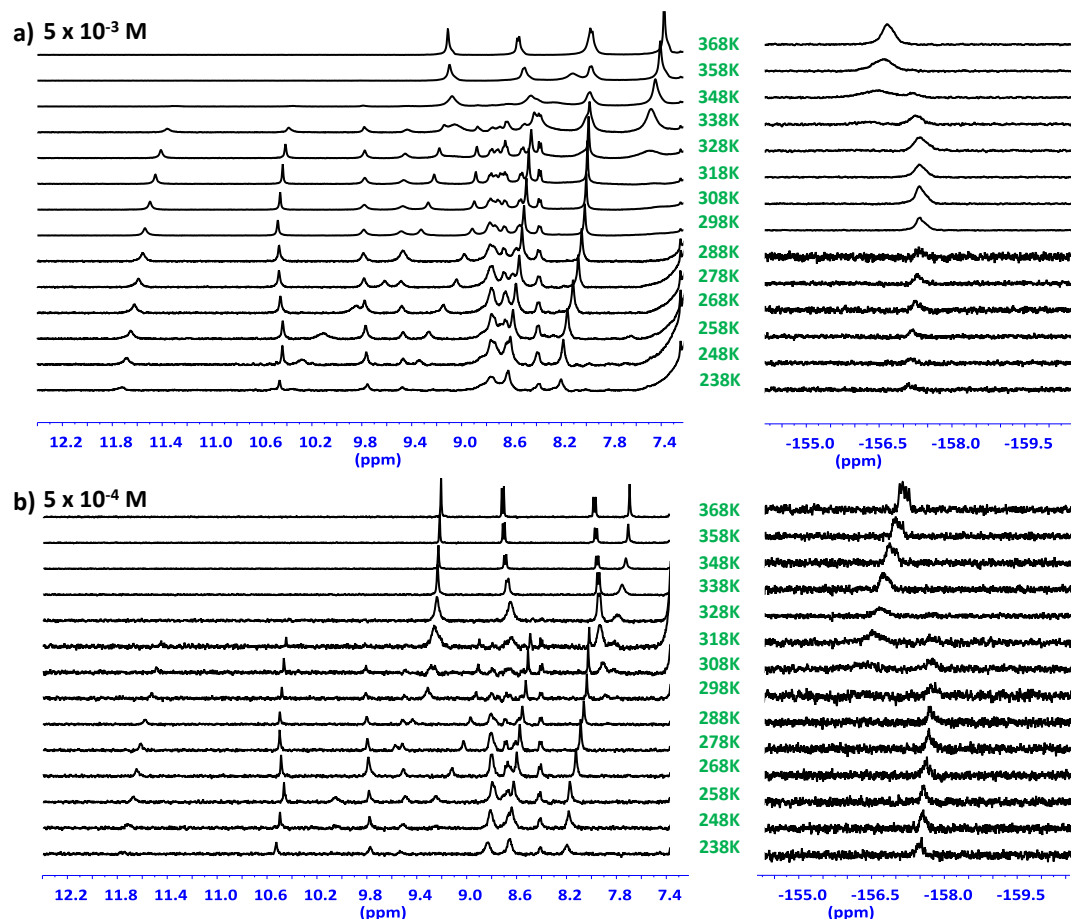 a) 5 x 10⁻³ M
368K
358K
348K
338K
328K
318K
308K
298K
288K
278K
268K
258K
248K
238K
12.2 11.8 11.4 11.0 10.6 10.2 9.8 9.4 9.0 8.6 8.2 7.8 7.4
(ppm)
-155.0 -156.5 -158.0 -159.5
(ppm)
b) 5 x 10⁻⁴ M
368K
358K
348K
338K
328K
318K
308K
298K
288K
278K
268K
258K
248K
238K
12.2 11.8 11.4 11.0 10.6 10.2 9.8 9.4 9.0 8.6 8.2 7.8 7.4
(ppm)
-155.0 -156.5 -158.0 -159.5
(ppm)